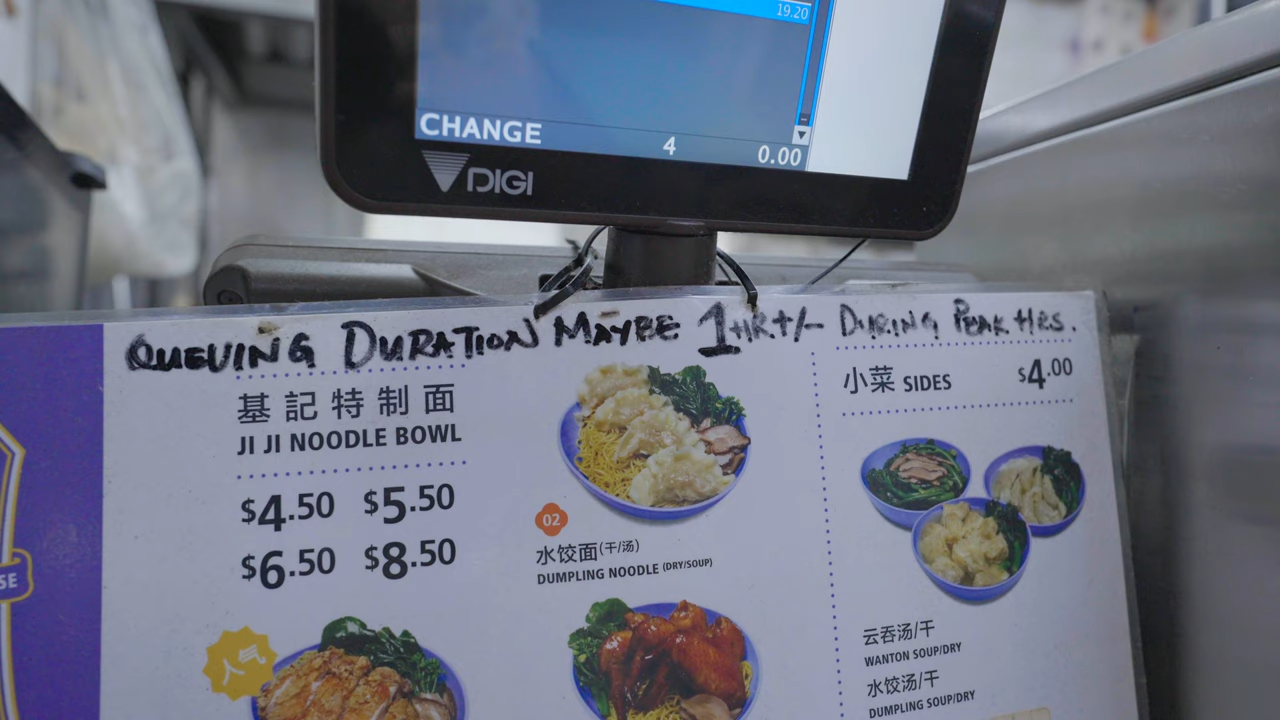 19.20
CHANGE 4 0.00
DIGI
QUEUING DURATION MAYBE 1HR+/- DURING PEAK HRS.
基記特制面
JI JI NOODLE BOWL
$4.50 $5.50
$6.50 $8.50
人气
02
水饺面(干/汤)
DUMPLING NOODLE (DRY/SOUP)
小菜 SIDES $4.00
云吞汤/干
WANTON SOUP/DRY
水饺汤/干
DUMPLING SOUP/DRY